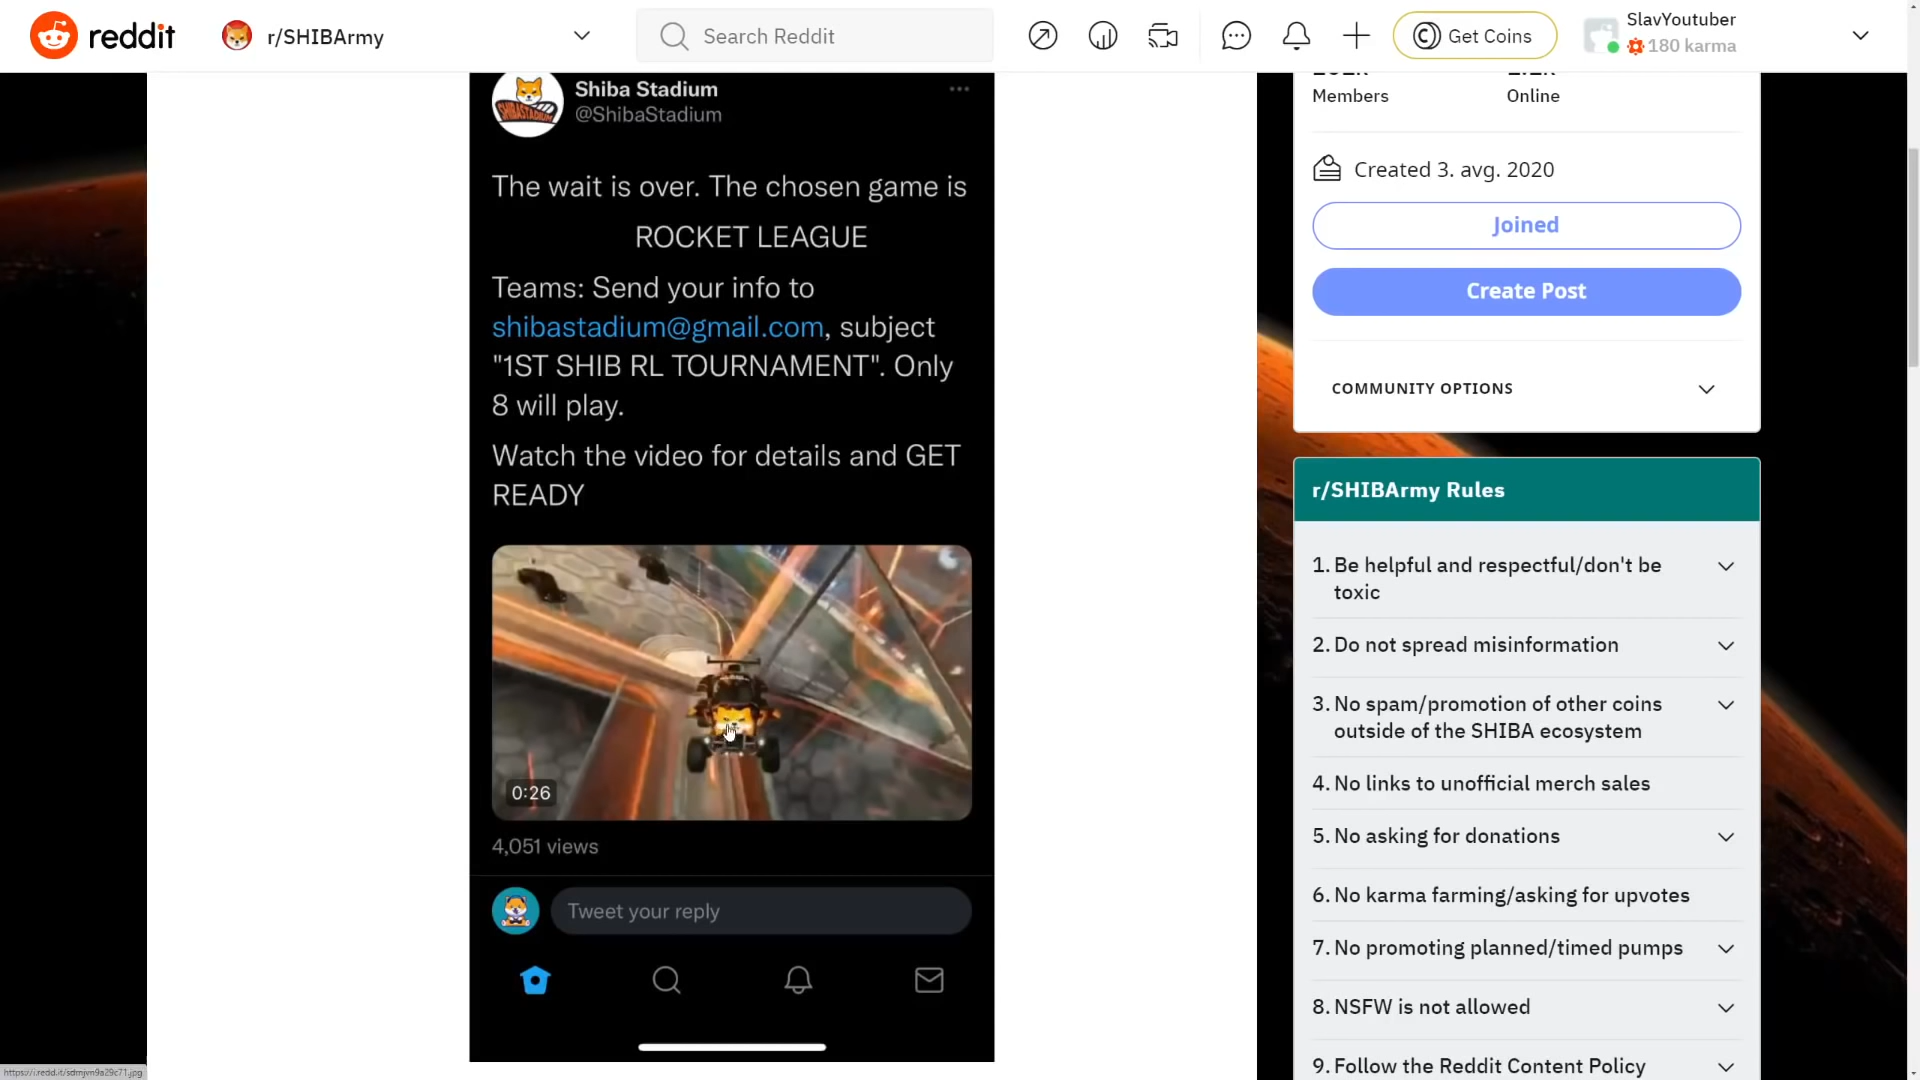 reddit
r/SHIBArmy
Search Reddit
Get Coins
SlavYoutuber
180 karma
Shiba Stadium
@ShibaStadium
The wait is over. The chosen game is
ROCKET LEAGUE
Teams: Send your info to
shibastadium@gmail.com, subject
"1ST SHIB RL TOURNAMENT". Only
8 will play.
Watch the video for details and GET
READY
0:26
4,051 views
Tweet your reply
Members
Online
Created 3. avg. 2020
Joined
Create Post
COMMUNITY OPTIONS
r/SHIBArmy Rules
1. Be helpful and respectful/don't be
toxic
2. Do not spread misinformation
3. No spam/promotion of other coins
outside of the SHIBA ecosystem
4. No links to unofficial merch sales
5. No asking for donations
6. No karma farming/asking for upvotes
7. No promoting planned/timed pumps
8. NSFW is not allowed
9. Follow the Reddit Content Policy